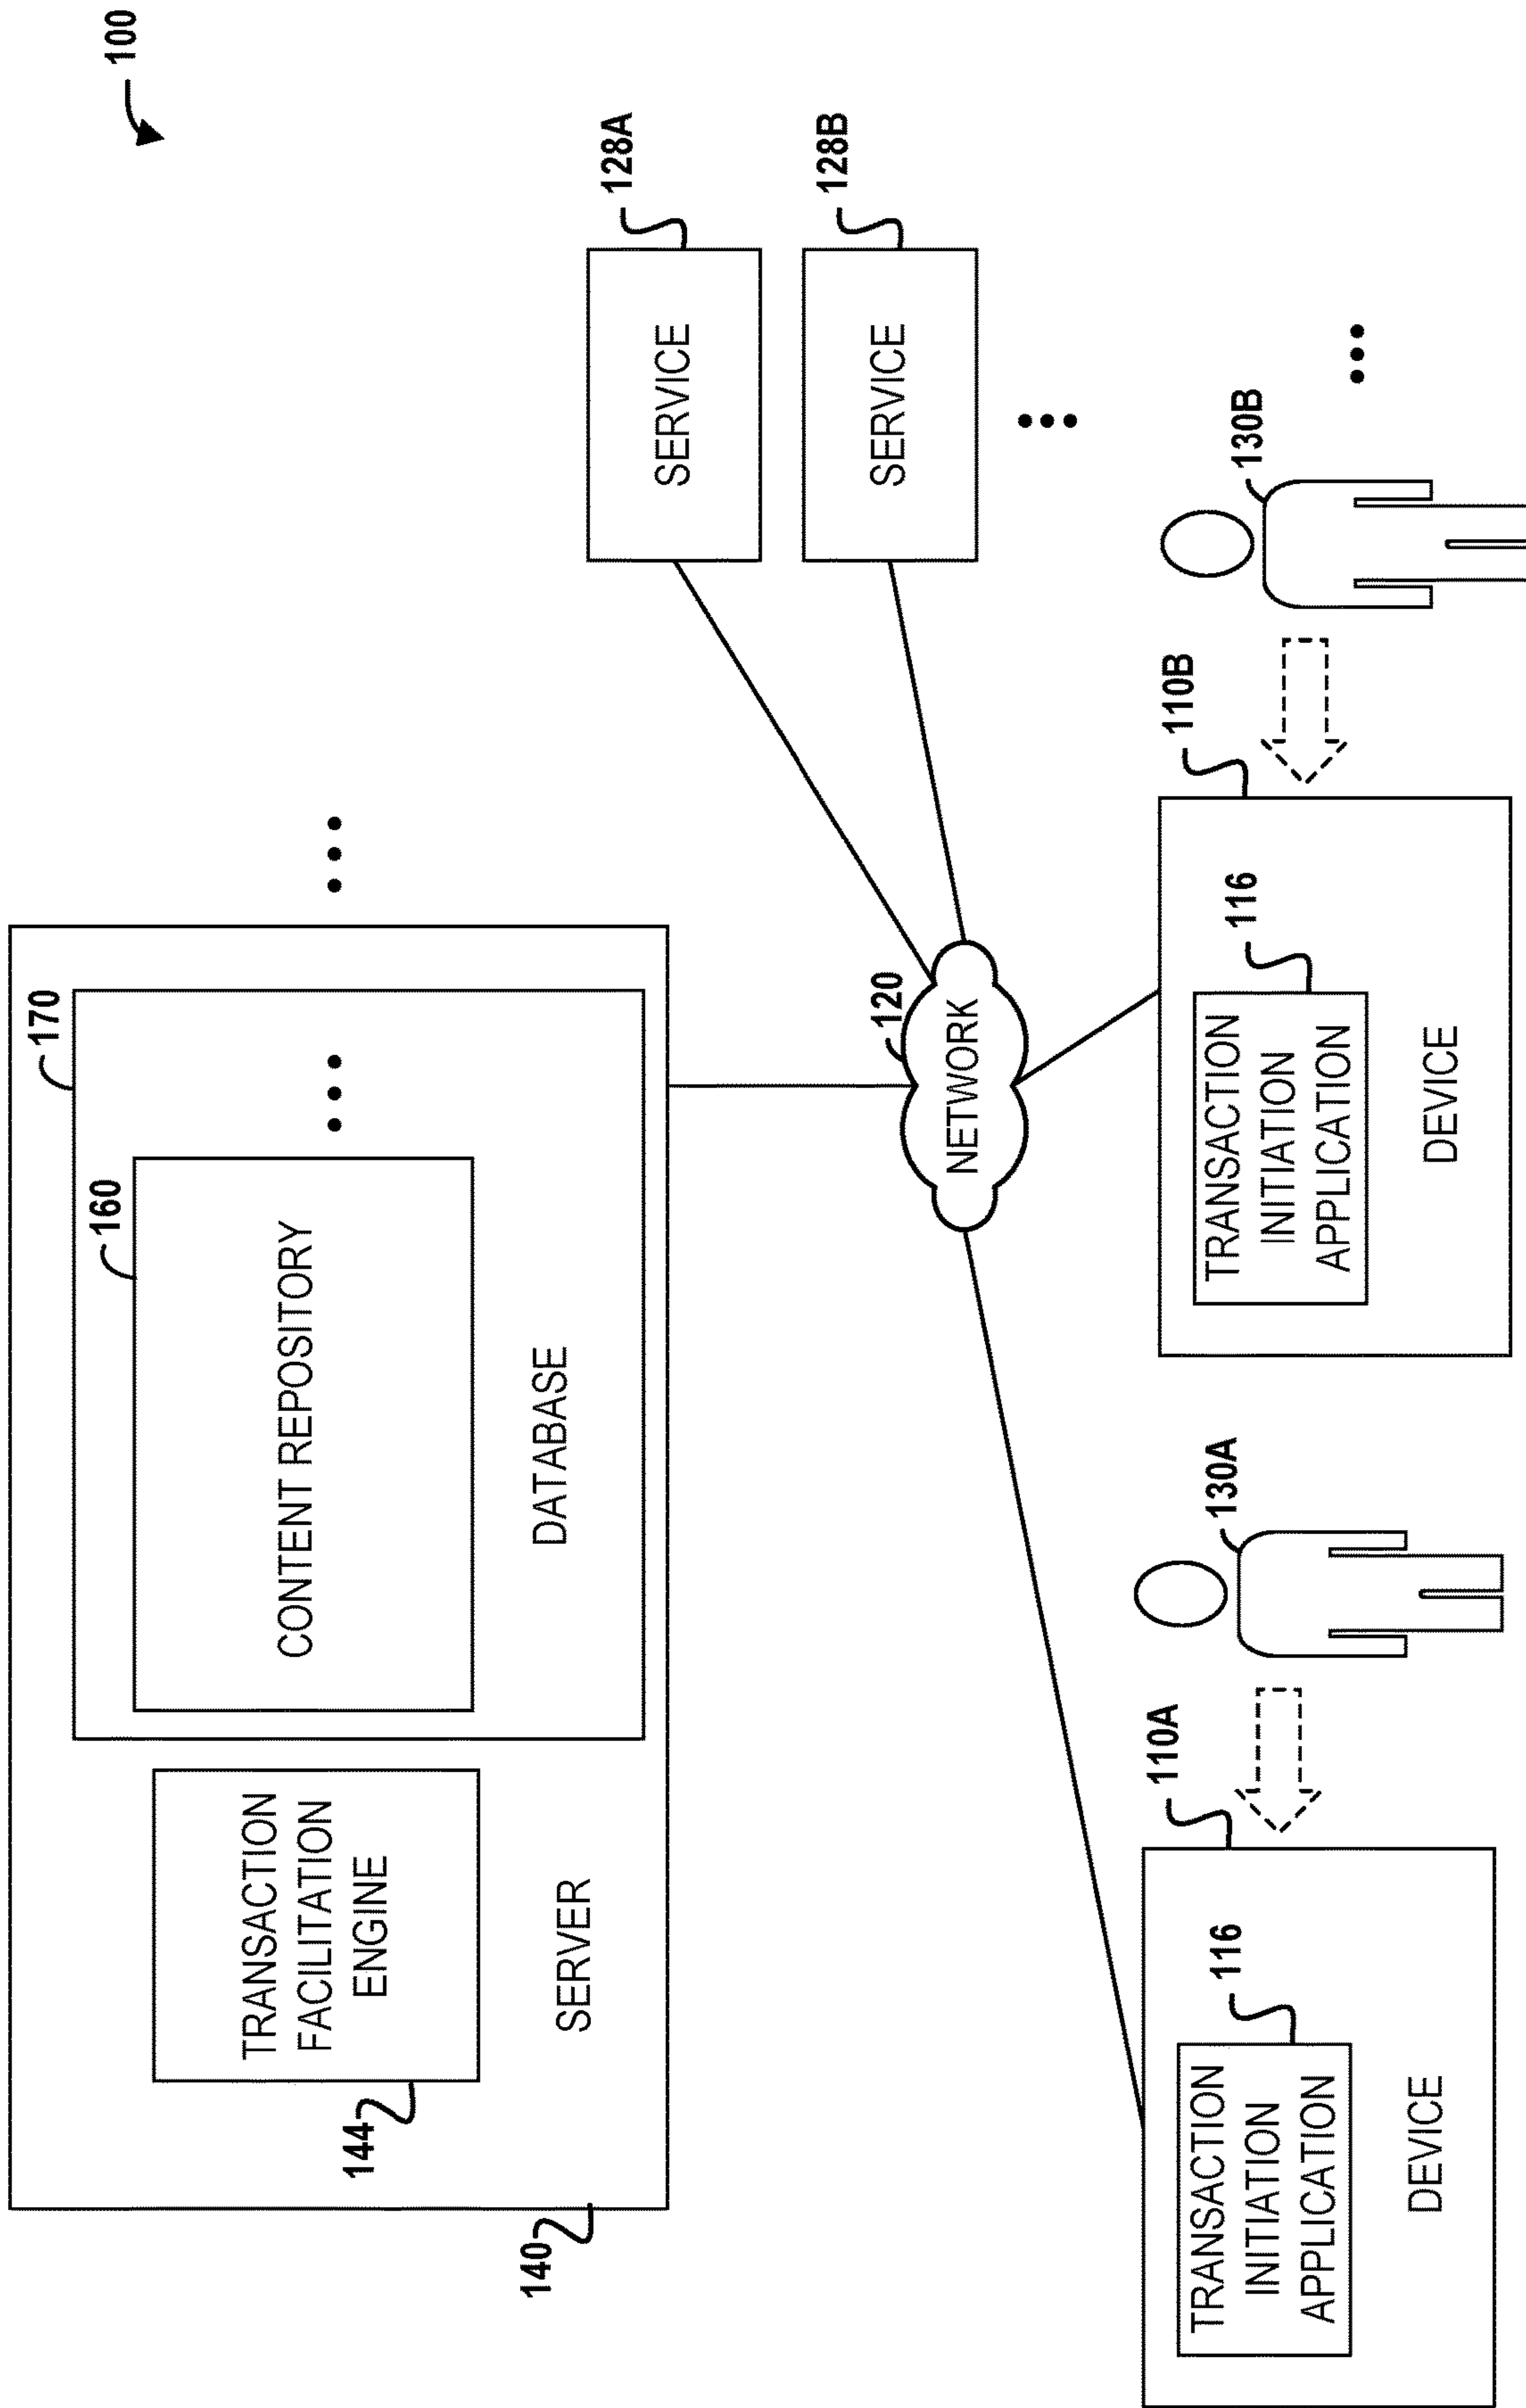 100
170
160
CONTENT REPOSITORY
DATABASE
TRANSACTION
FACILITATION
ENGINE
144
SERVER
140
128A
SERVICE
128B
SERVICE
120
NETWORK
110A
116
TRANSACTION
INITIATION
APPLICATION
DEVICE
130A
110B
116
TRANSACTION
INITIATION
APPLICATION
DEVICE
130B